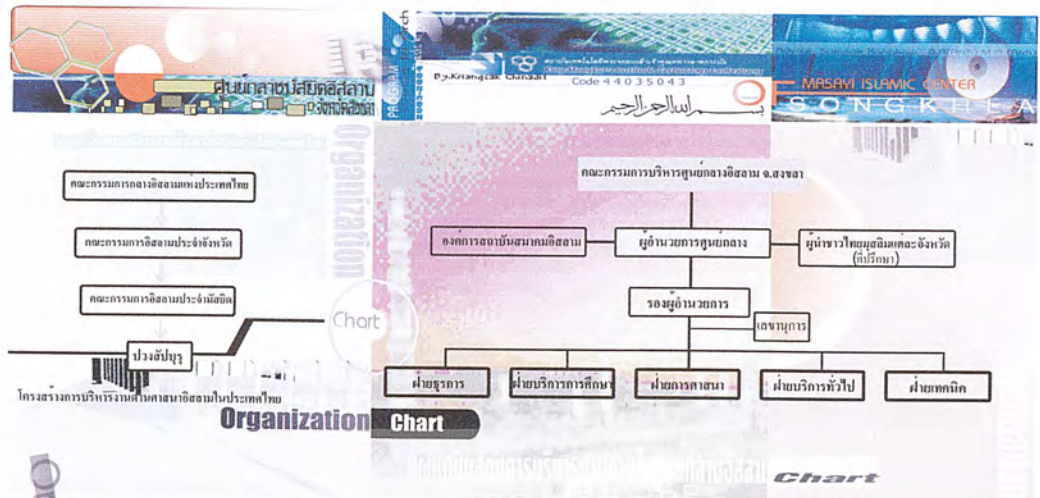 ศูนย์กลางมัสยิดอิสลาม
จังหวัดสงขลา
By.Kriangsak Chanaari
Code 44035043
بسم الله الرحمن الرحيم
MASAYI ISLAMIC CENTER
SONGKHLA
Organization
คณะกรรมการกลางอิสลามแห่งประเทศไทย
คณะกรรมการอิสลามประจำจังหวัด
คณะกรรมการอิสลามประจำมัสยิด
ปวงสัปบุรุ
โครงสร้างการบริหารงานด้านศาสนาอิสลามในประเทศไทย
Chart
คณะกรรมการบริหารศูนย์กลางอิสลาม จ.สงขลา
องค์การสถาบันสมาคมอิสลาม
ผู้อำนวยการศูนย์กลาง
ผู้นำชาวไทยมุสลิมแต่ละจังหวัด
(ที่ปรึกษา)
รองผู้อำนวยการ
เลขานุการ
ฝ่ายธุรการ
ฝ่ายบริการการศึกษา
ฝ่ายการศาสนา
ฝ่ายบริการทั่วไป
ฝ่ายเทคนิค
Organization Chart
Chart